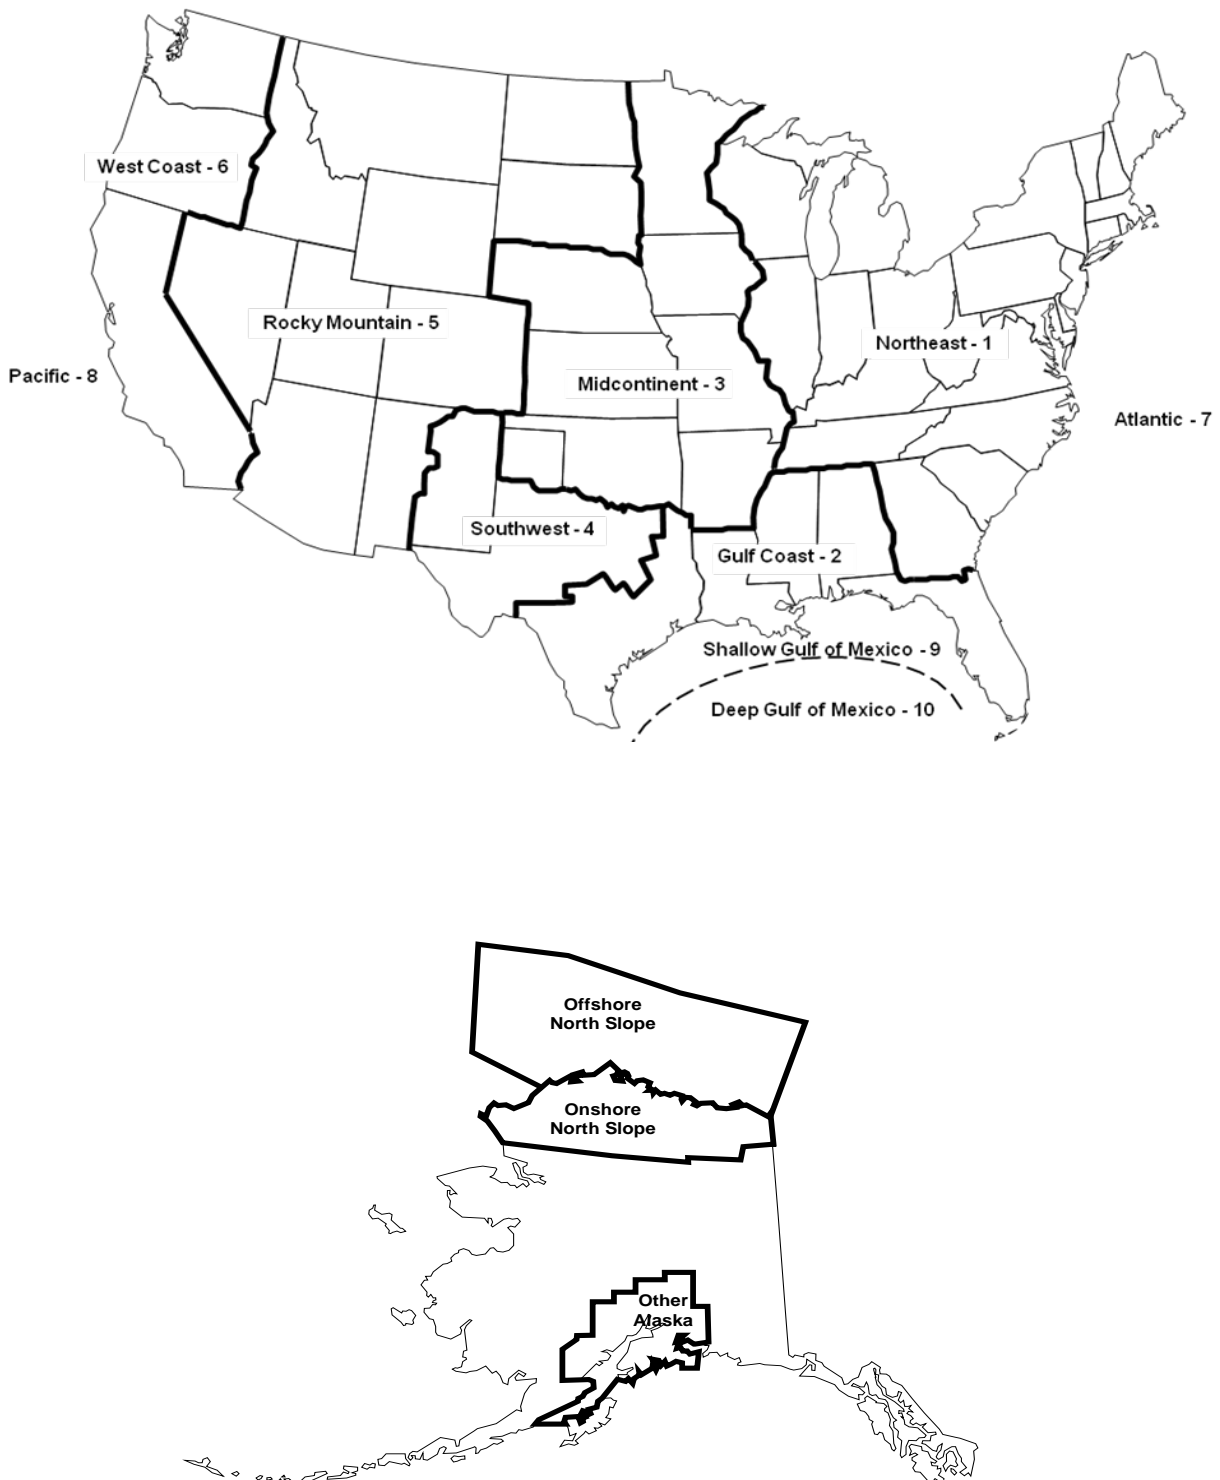 West Coast - 6
Rocky Mountain - 5
Northeast - 1
Pacific - 8
Midcontinent - 3
Atlantic - 7
Southwest - 4
Gulf Coast - 2
Shallow Gulf of Mexico - 9
Deep Gulf of Mexico - 10
Offshore
North Slope
Onshore
North Slope
Other
Alaska